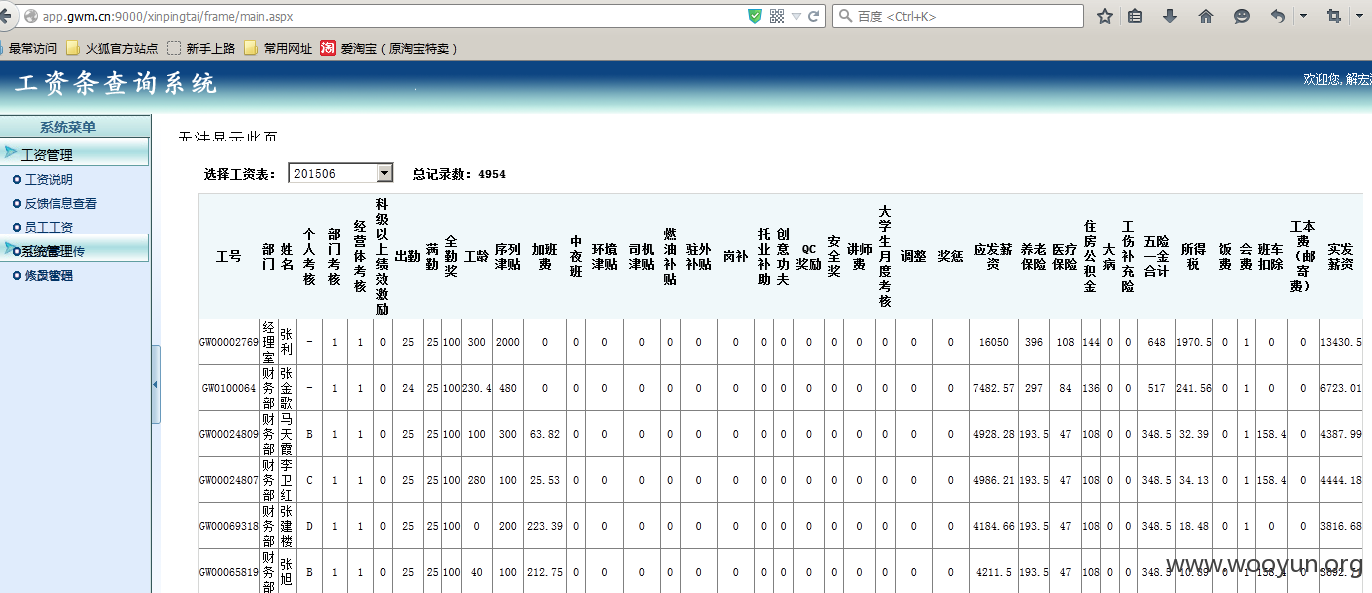 app.gwm.cn:9000/xinpingtai/frame/main.aspx 百度 <Ctrl+K>
最常访问 火狐官方站点 新手上路 常用网址 淘 爱淘宝（原淘宝特卖）
工资条查询系统 欢迎您, 解宏
系统菜单
工资管理
工资说明
反馈信息查看
员工工资
系统管理
修改密码
无法显示此页
选择工资表： 201506 总记录数：4954
工号 部门 姓名 个人考核 部门考核 经营体考核 科级以上绩效激励 出勤 满勤 全勤奖 工龄 序列津贴 加班费 中夜班 环境津贴 司机津贴 燃油补贴 驻外补贴 岗补 托业补助 创意功夫 QC奖励 安全奖 讲师费 大学生月度考核 调整 奖惩 应发薪资 养老保险 医疗保险 住房公积金 大病 工伤补充险 五险一金合计 所得税 饭费 会费 班车扣除 工本费（邮寄费） 实发薪资
GW00002769 经理室 张利 - 1 1 0 25 25 100 300 2000 0 0 0 0 0 0 0 0 0 0 0 0 0 0 0 16050 396 108 144 0 0 648 1970.5 0 1 0 0 13430.5
GW0100064 财务部 张金歌 - 1 1 0 24 25 100 230.4 480 0 0 0 0 0 0 0 0 0 0 0 0 0 0 0 7482.57 297 84 136 0 0 517 241.56 0 1 0 0 6723.01
GW00024809 财务部 马天霞 B 1 1 0 25 25 100 100 300 63.82 0 0 0 0 0 0 0 0 0 0 0 0 0 0 4928.28 193.5 47 108 0 0 348.5 32.39 0 1 158.4 0 4387.99
GW00024807 财务部 李卫红 C 1 1 0 25 25 100 280 100 25.53 0 0 0 0 0 0 0 0 0 0 0 0 0 0 4986.21 193.5 47 108 0 0 348.5 34.13 0 1 158.4 0 4444.18
GW00069318 财务部 张建楼 D 1 1 0 25 25 100 0 200 223.39 0 0 0 0 0 0 0 0 0 0 0 0 0 0 4184.66 193.5 47 108 0 0 348.5 18.48 0 1 0 0 3816.68
GW00065819 财务部 张旭 B 1 1 0 25 25 100 40 100 212.75 0 0 0 0 0 0 0 0 0 0 0 0 0 0 4211.5 193.5 47 108 0 0 348.5 0 1 0
www.wooyun.org